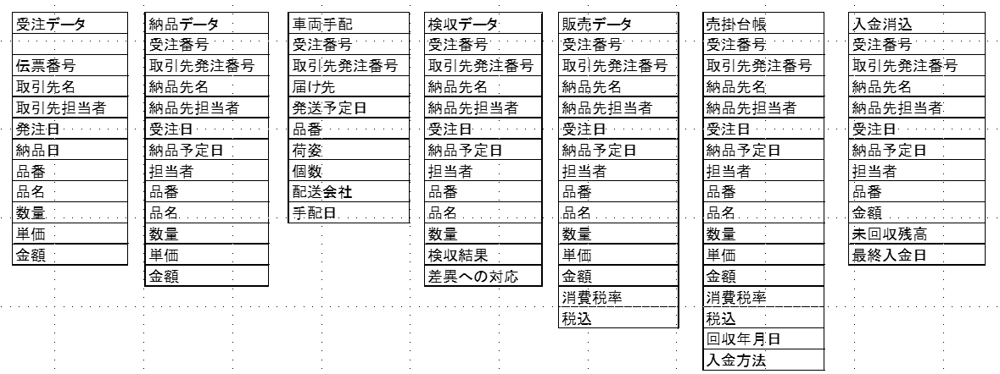 受注データ
伝票番号
取引先名
取引先担当者
発注日
納品日
品番
品名
数量
単価
金額
納品データ
受注番号
取引先発注番号
納品先名
納品先担当者
受注日
納品予定日
担当者
品番
品名
数量
単価
金額
車両手配
受注番号
取引先発注番号
届け先
発送予定日
品番
荷姿
個数
配送会社
手配日
検収データ
受注番号
取引先発注番号
納品先名
納品先担当者
受注日
納品予定日
担当者
品番
品名
数量
検収結果
差異への対応
販売データ
受注番号
取引先発注番号
納品先名
納品先担当者
受注日
納品予定日
担当者
品番
品名
数量
単価
金額
消費税率
税込
売掛台帳
受注番号
取引先発注番号
納品先名
納品先担当者
受注日
納品予定日
担当者
品番
品名
数量
単価
金額
消費税率
税込
回収年月日
入金方法
入金消込
受注番号
取引先発注番号
納品先名
納品先担当者
受注日
納品予定日
担当者
品番
金額
未回収残高
最終入金日